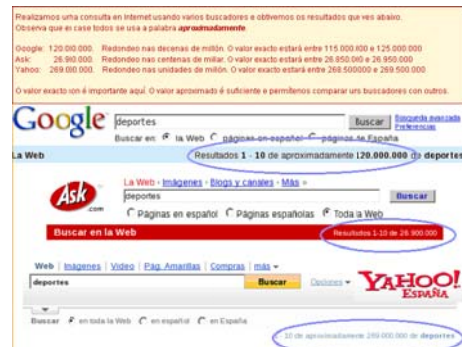 Realizamos unha consulta en Internet usando varios buscadores e obtivemos os resultados que ves abaixo.
Observa que ei case todos se usa a palabra aproximadamente.
Google: 120.000.000. Redondeo nas decenas de millón. O valor exacto estará entre 115.000.000 e 125.000.000
Ask: 26.900.000. Redondeo nas centenas de millar. O valor exacto estará entre 26.850.000 e 26.950.000
Yahoo: 269.000.000. Redondeo nas unidades de millón. O valor exacto estará entre 268.500000 e 269.500.000
O valor exacto ion é importante aquí. O valor aproximado é suficiente e permítenos comparar uns buscadores con outros.
Google deportes Buscar Búsqueda avanzada
Preferencias
Buscar en: la Web páginas en español páginas de España
La Web Resultados 1 - 10 de aproximadamente 120.000.000 de deportes
La Web - Imágenes - Blogs y canales - Más »
Ask.com deportes Buscar
Páginas en español Páginas españolas Toda la Web
Buscar en la Web Resultados 1-10 de 26.900.000
Web | Imágenes | Video | Pág. Amarillas | Compras | más
deportes Buscar Opciones YAHOO!
ESPAÑA
Buscar en toda la Web en español en España
1 - 10 de aproximadamente 269.000.000 de deportes